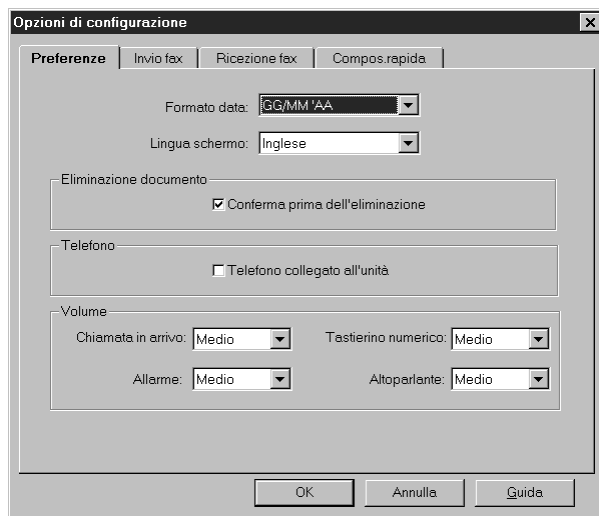 Opzioni di configurazione
Preferenze Invio fax Ricezione fax Compos.rapida
Formato data: GG/MM 'AA
Lingua schermo: Inglese
Eliminazione documento
Conferma prima dell'eliminazione
Telefono
Telefono collegato all'unità
Volume
Chiamata in arrivo: Medio Tastierino numerico: Medio
Allarme: Medio Altoparlante: Medio
OK Annulla Guida